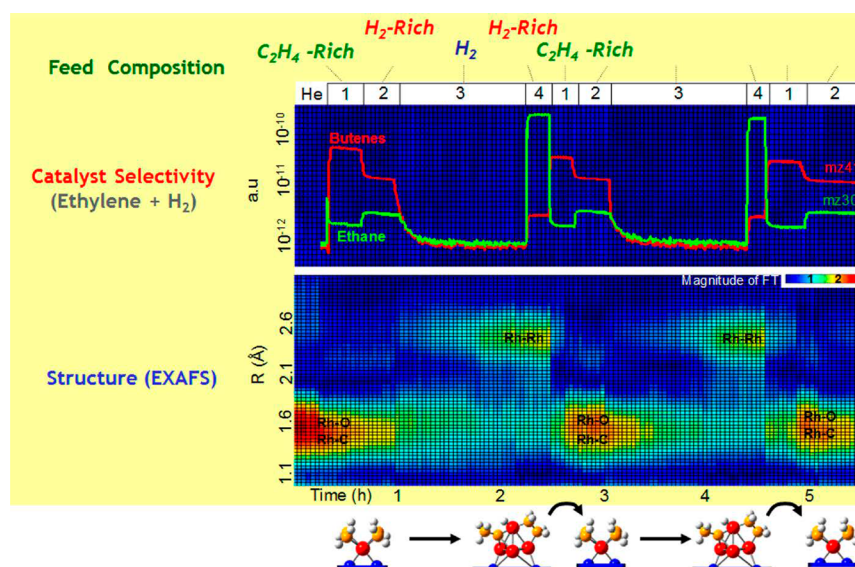 H2-Rich H2-Rich
C2H4 -Rich H2 C2H4 -Rich
Feed Composition
He 1 2 3 4 1 2 3 4 1 2
10-10
Butenes
Catalyst Selectivity
10-11
mz41
a.u
(Ethylene + H2)
mz30
10-12
Ethane
Magnitude of FT 1 2
2.6
Rh-Rh Rh-Rh
Structure (EXAFS)
R (Å)
2.1
1.6
Rh-O Rh-O Rh-O
Rh-C Rh-C Rh-C
1.1
Time (h) 1 2 3 4 5